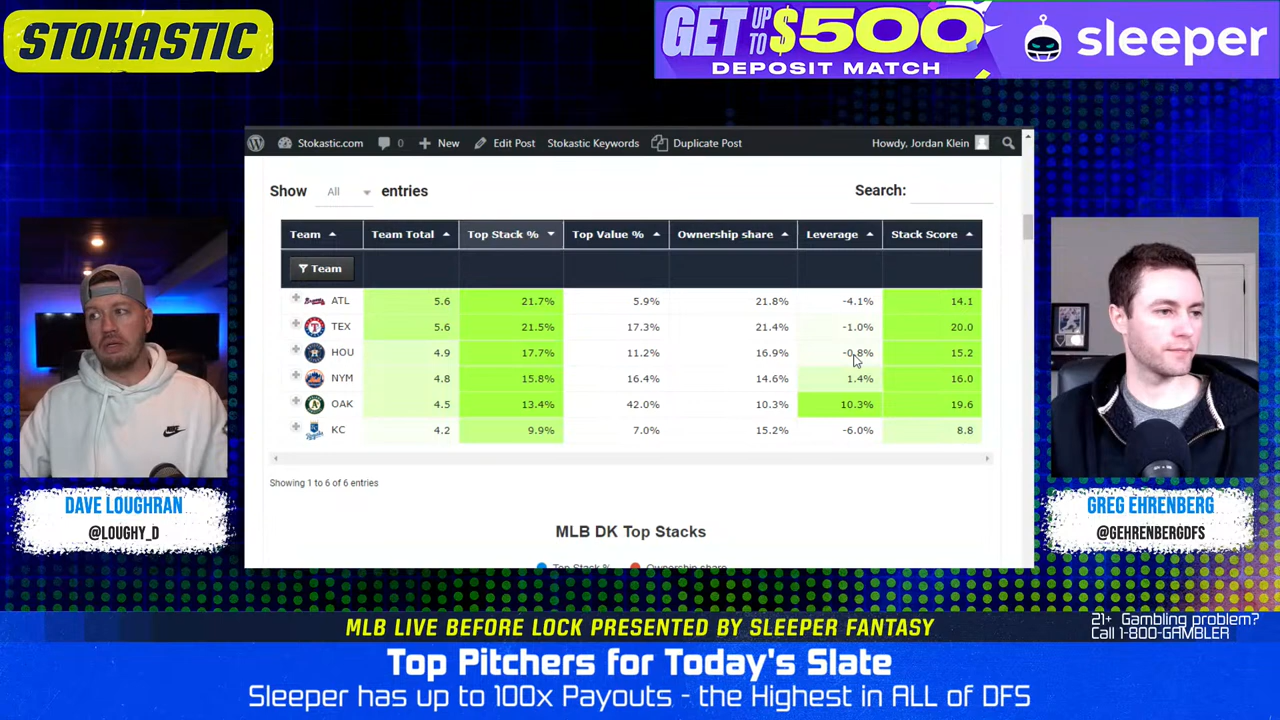 STOKASTIC
GET UP TO $500
DEPOSIT MATCH
sleeper
Stokastic.com 0 New Edit Post Stokastic Keywords Duplicate Post Howdy, Jordan Klein
Show All entries Search:
Team Team Total Top Stack % Top Value % Ownership share Leverage Stack Score
Team
ATL 5.6 21.7% 5.9% 21.8% -4.1% 14.1
TEX 5.6 21.5% 17.3% 21.4% -1.0% 20.0
HOU 4.9 17.7% 11.2% 16.9% -0.8% 15.2
NYM 4.8 15.8% 16.4% 14.6% 1.4% 16.0
OAK 4.5 13.4% 42.0% 10.3% 10.3% 19.6
KC 4.2 9.9% 7.0% 15.2% -6.0% 8.8
Showing 1 to 6 of 6 entries
MLB DK Top Stacks
Top Stack % Ownership share
DAVE LOUGHRAN
@LOUGHY_D
GREG EHRENBERG
@GEHRENBERGDFS
MLB LIVE BEFORE LOCK PRESENTED BY SLEEPER FANTASY
21+ Gambling problem?
Call 1-800-GAMBLER
Top Pitchers for Today's Slate
Sleeper has up to 100x Payouts - the Highest in ALL of DFS